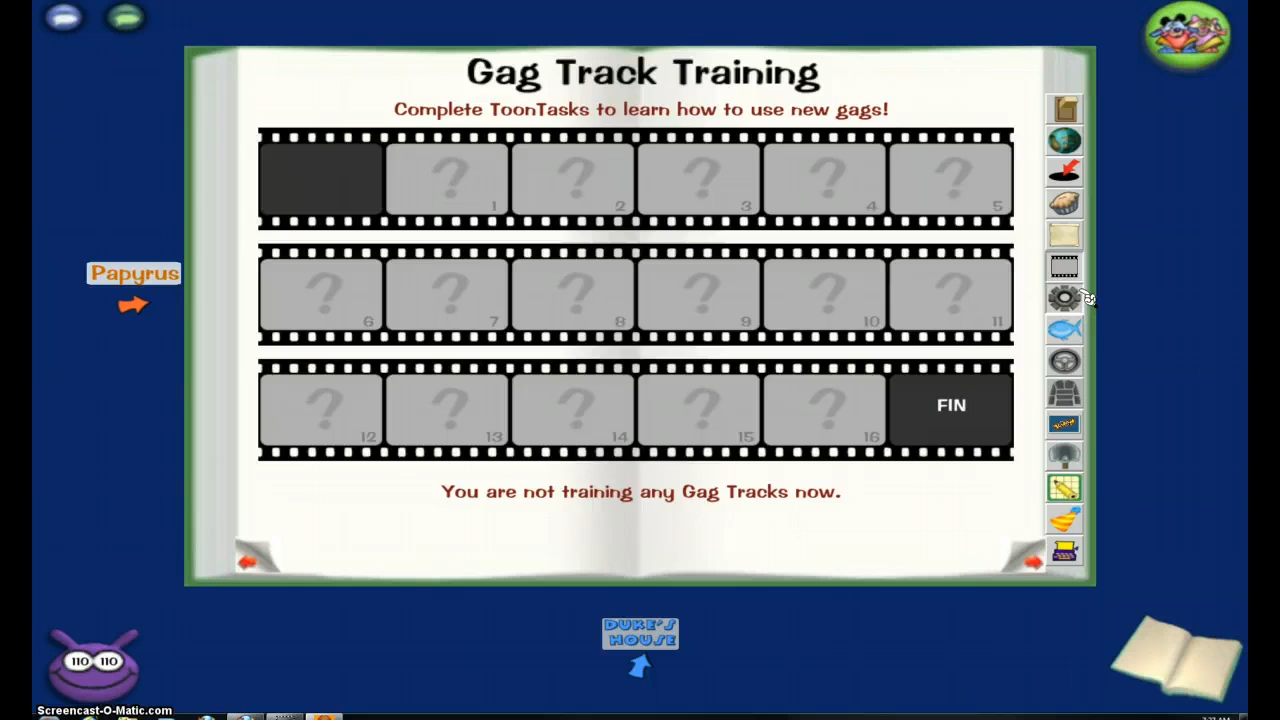 Gag Track Training
Complete ToonTasks to learn how to use new gags!
? 1 ? 2 ? 3 ? 4 ? 5
Papyrus
? 6 ? 7 ? 8 ? 9 ? 10 ? 11
? 12 ? 13 ? 14 ? 15 ? 16 FIN
You are not training any Gag Tracks now.
DUKE'S
HOUSE
110 110
Screencast-O-Matic.com